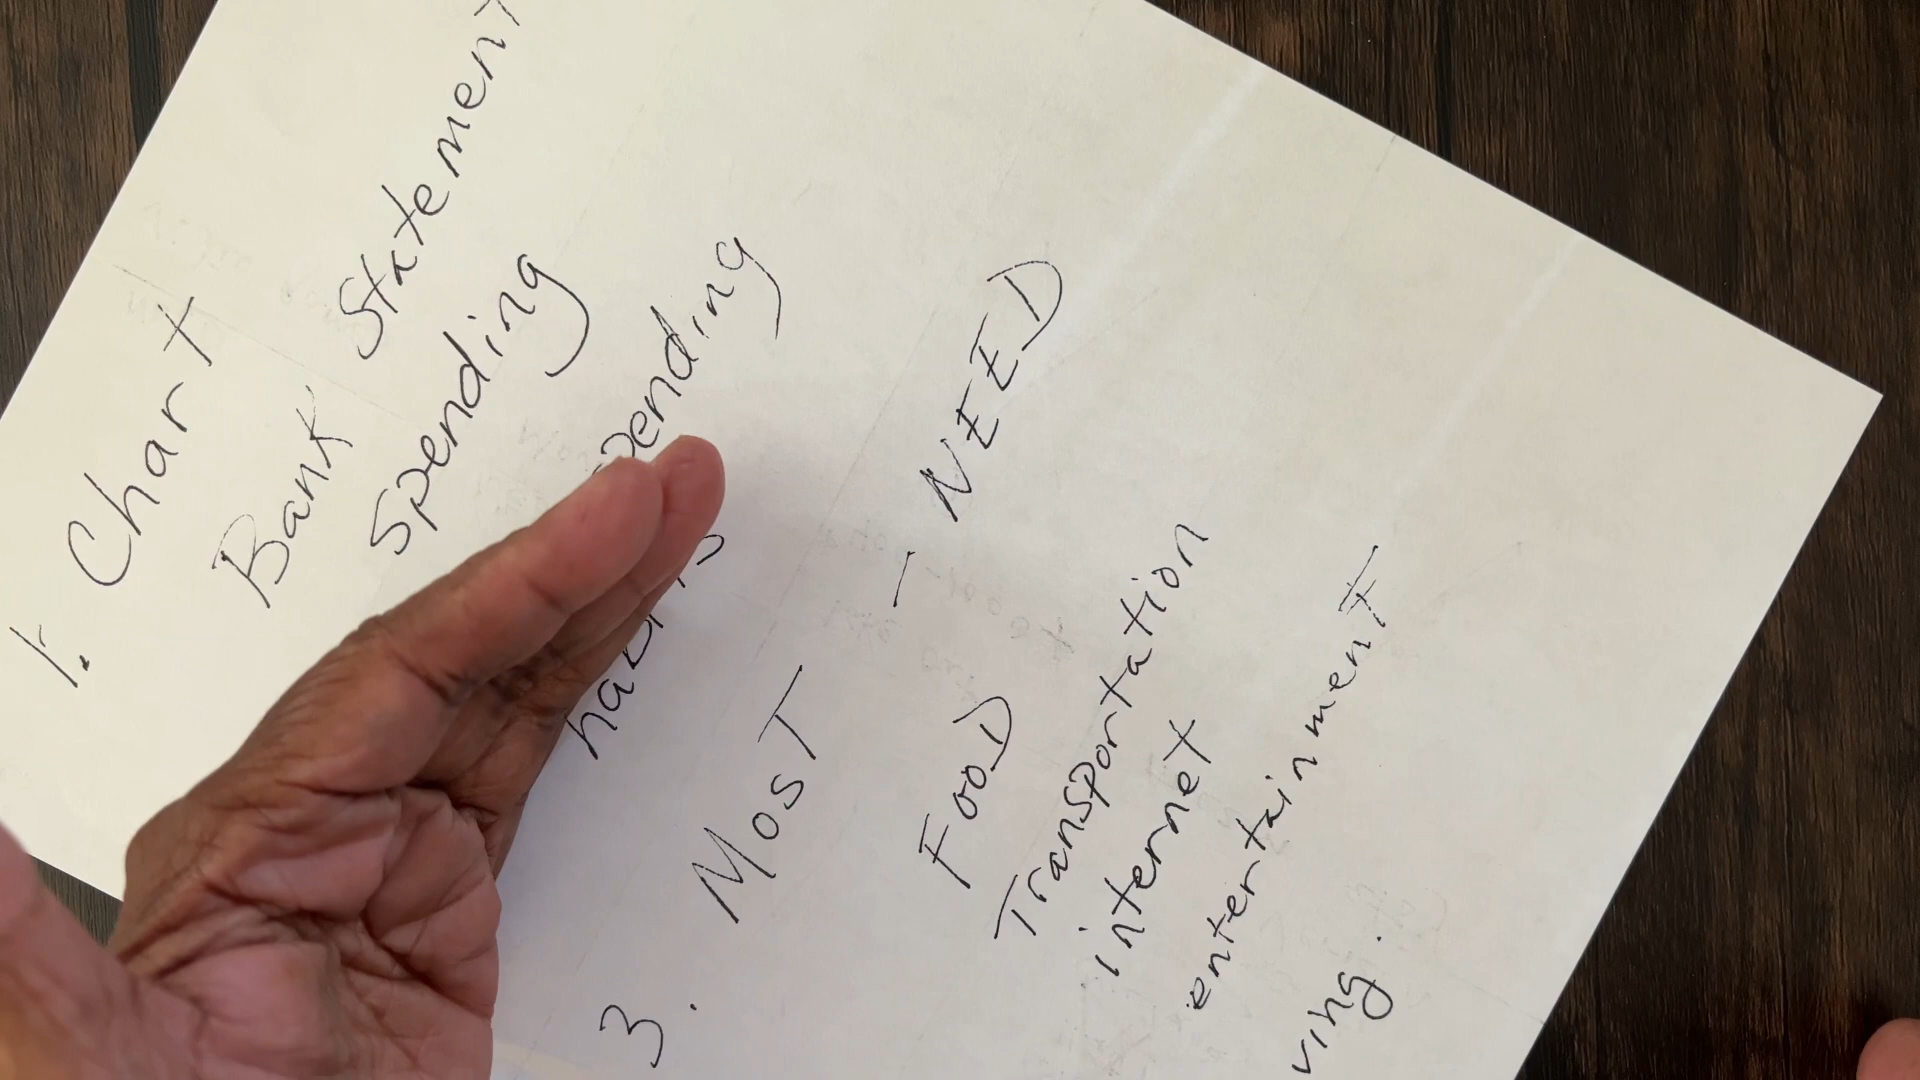 1. Chart
Bank Statement
spending
spending
habits
3. MosT - NEED
FooD
Transportation
internet
entertainment
ving.